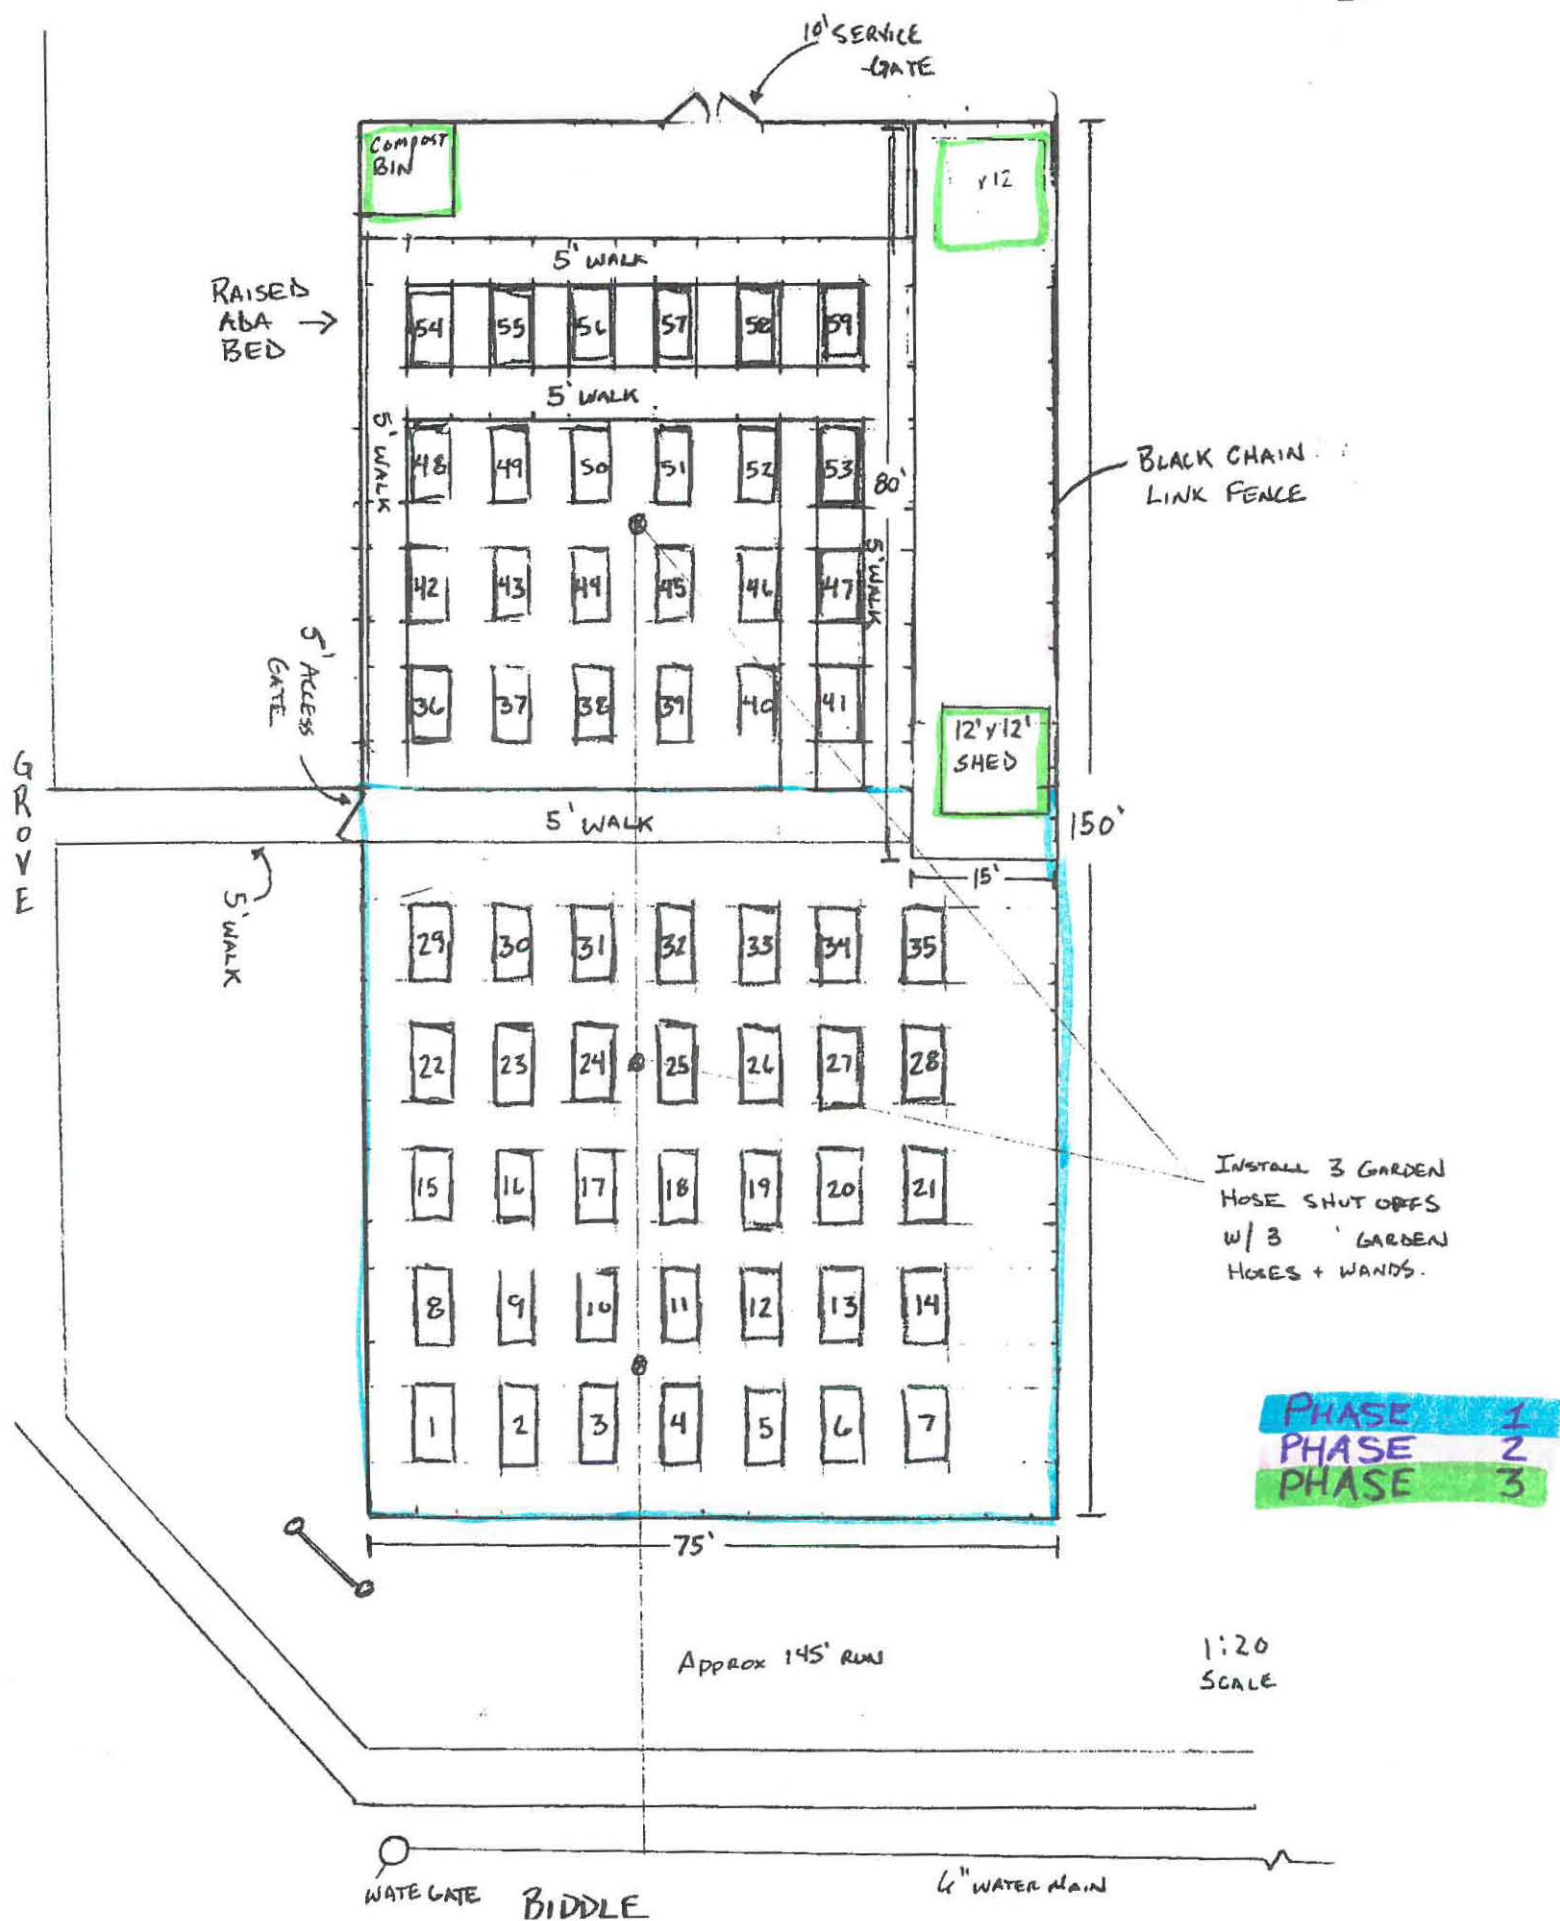 10' SERVICE
GATE
COMPOST
BIN
x12
5' WALK
RAISED
ADA
BED
54 55 56 57 58 59
5' WALK
5' WALK
48 49 50 51 52 53
80'
BLACK CHAIN
LINK FENCE
42 43 44 45 46 47
5' WALK
5' ACCESS
GATE
36 37 38 39 40 41
12' x 12'
SHED
GROVE
5' WALK
150'
15'
5' WALK
29 30 31 32 33 34 35
22 23 24 25 26 27 28
15 16 17 18 19 20 21
INSTALL 3 GARDEN
HOSE SHUT OFFS
W/ 3 ' GARDEN
HOSES + WANDS.
8 9 10 11 12 13 14
1 2 3 4 5 6 7
PHASE 1
PHASE 2
PHASE 3
75'
APPROX 145' RUN
1:20
SCALE
WATE GATE
BIDDLE
6" WATER MAIN